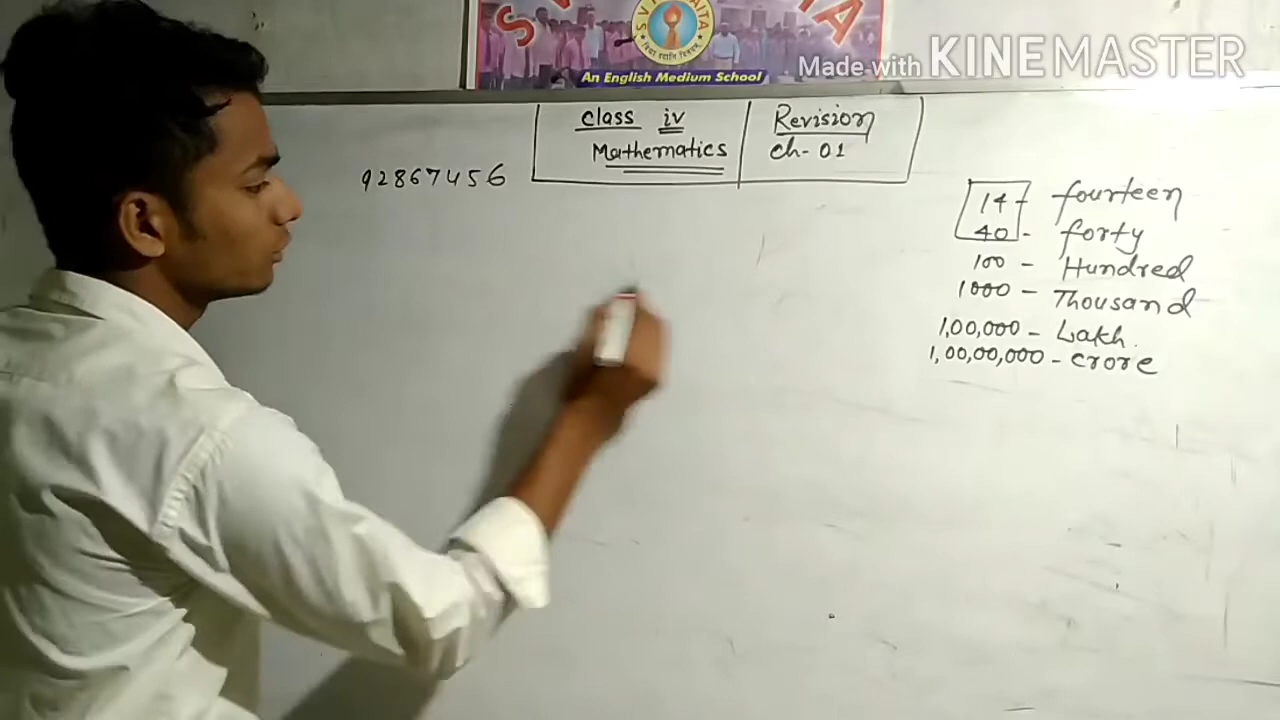 An English Medium School
Made with KINEMASTER
class iv
Mathematics
Revision
ch- 01
92867456
14- fourteen
40- forty
100 - Hundred
1000 - Thousand
1,00,000 - Lakh.
1,00,00,000 - crore